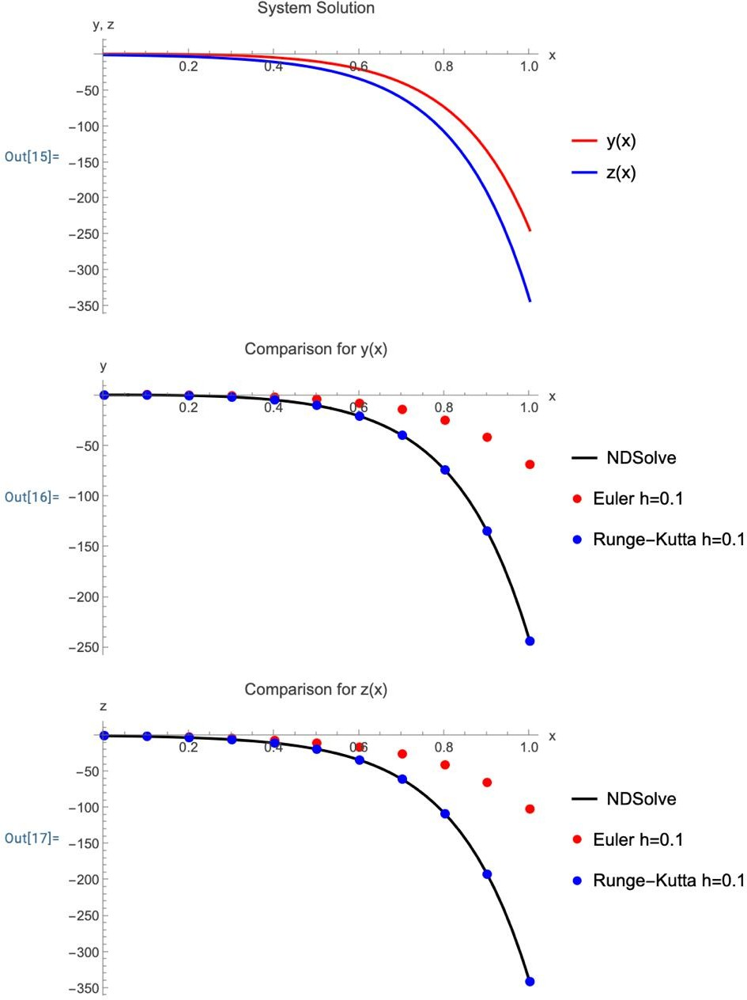 System Solution
y, z
x
0.2 0.4 0.6 0.8 1.0
−50
−100
−150
−200
−250
−300
−350
Out[15]=
y(x)
z(x)
Comparison for y(x)
y
x
0.2 0.4 0.6 0.8 1.0
−50
−100
−150
−200
−250
Out[16]=
NDSolve
Euler h=0.1
Runge−Kutta h=0.1
Comparison for z(x)
z
x
0.2 0.4 0.6 0.8 1.0
−50
−100
−150
−200
−250
−300
−350
Out[17]=
NDSolve
Euler h=0.1
Runge−Kutta h=0.1